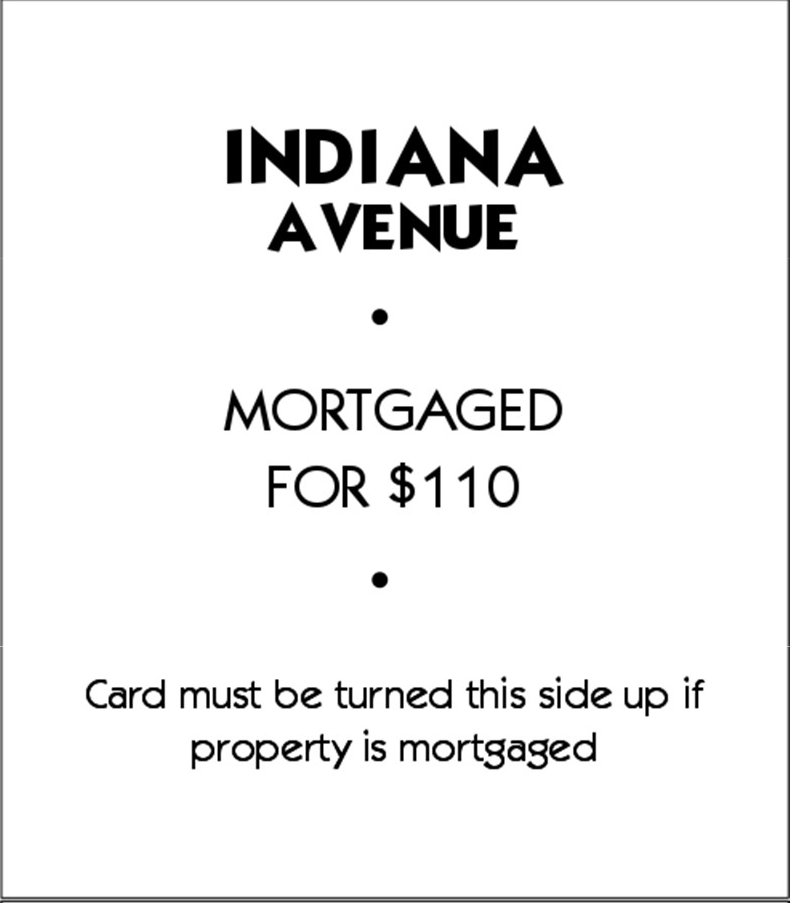 INDIANA
AVENUE
•
MORTGAGED
FOR $110
•
Card must be turned this side up if
property is mortgaged